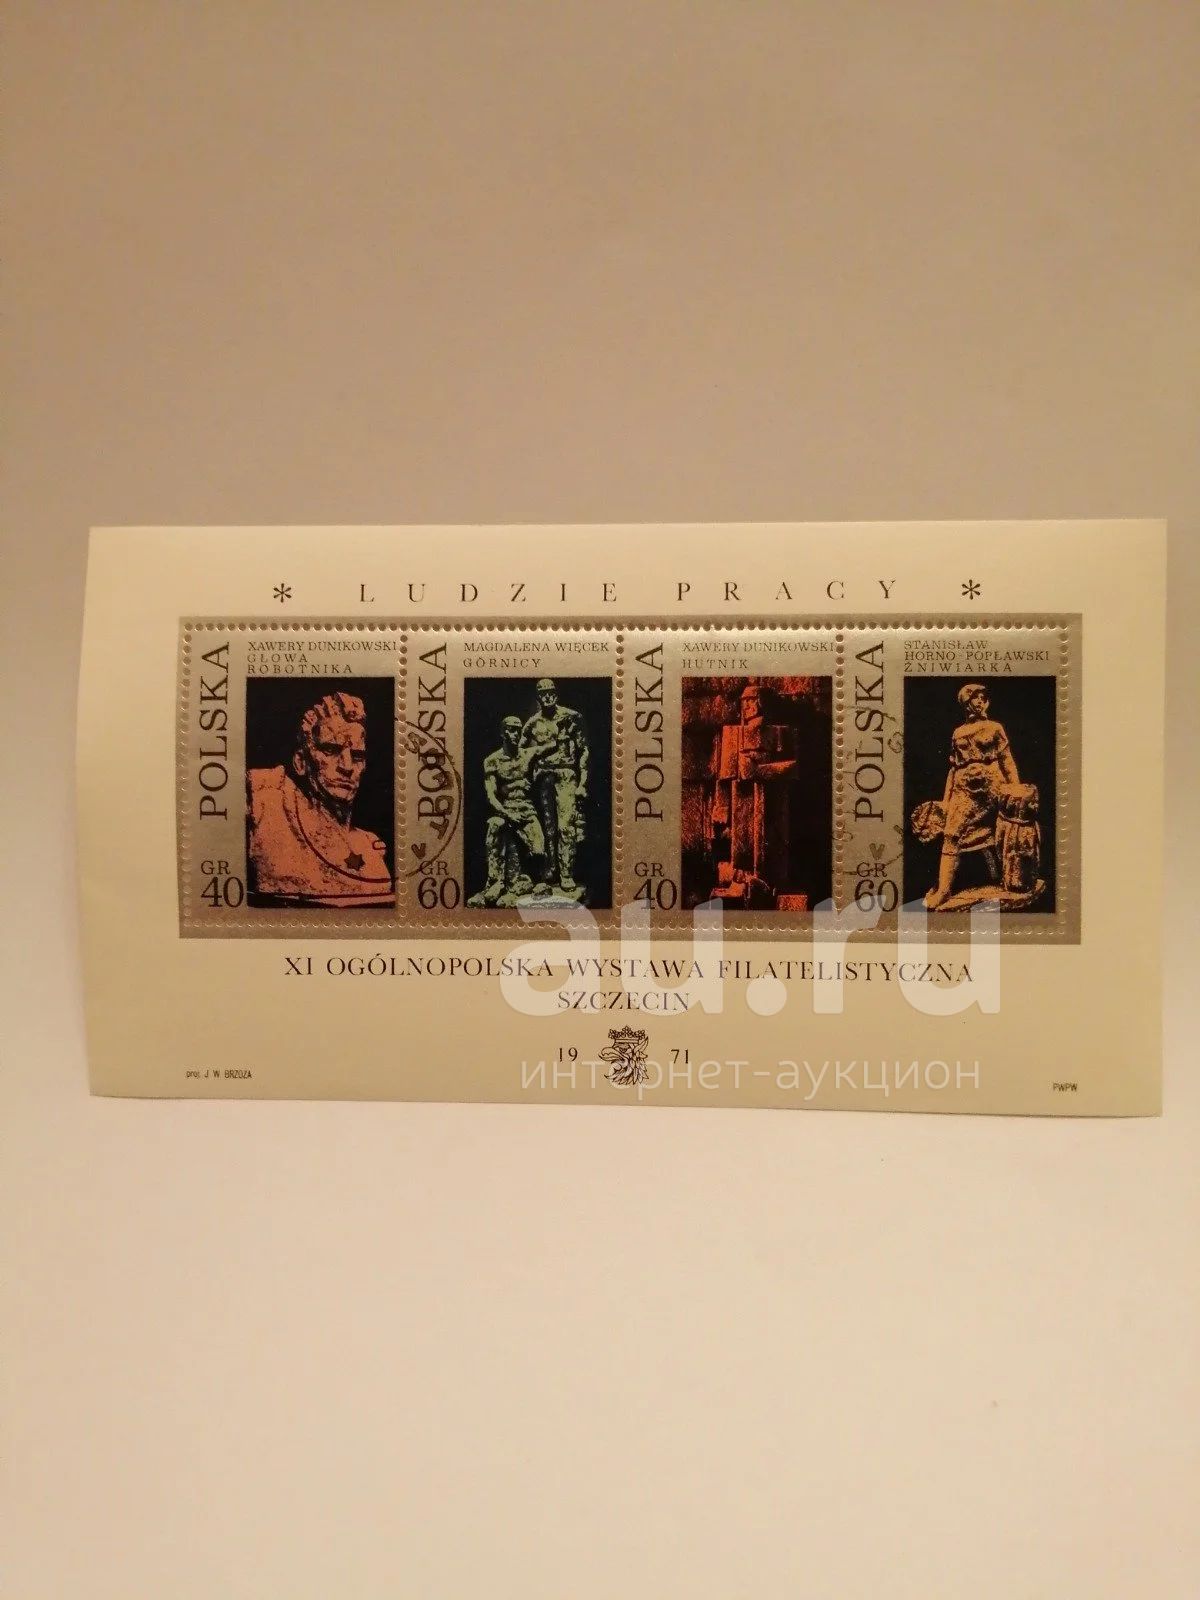 * LUDZIE PRACY *
POLSKA
XAWERY DUNIKOWSKI
GŁOWA
ROBOTNIKA
GR
40
POLSKA
MAGDALENA WIĘCEK
GÓRNICY
GR
60
POLSKA
XAWERY DUNIKOWSKI
HUTNIK
GR
40
POLSKA
STANISŁAW
HORNO-POPŁAWSKI
ŻNIWIARKA
GR
60
XI OGÓLNOPOLSKA WYSTAWA FILATELISTYCZNA
SZCZECIN
19 71
proj. J. W. BRZOZA
PWPW
au.ru
интернет-аукцион